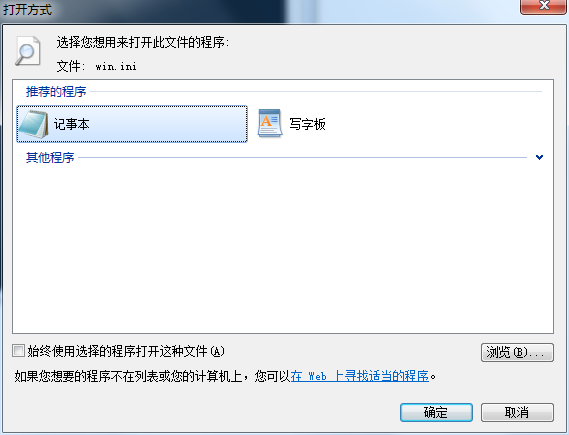 打开方式
选择您想用来打开此文件的程序:
文件: win.ini
推荐的程序
记事本 写字板
其他程序
始终使用选择的程序打开这种文件(A) 浏览(B)...
如果您想要的程序不在列表或您的计算机上，您可以在 Web 上寻找适当的程序。
确定 取消